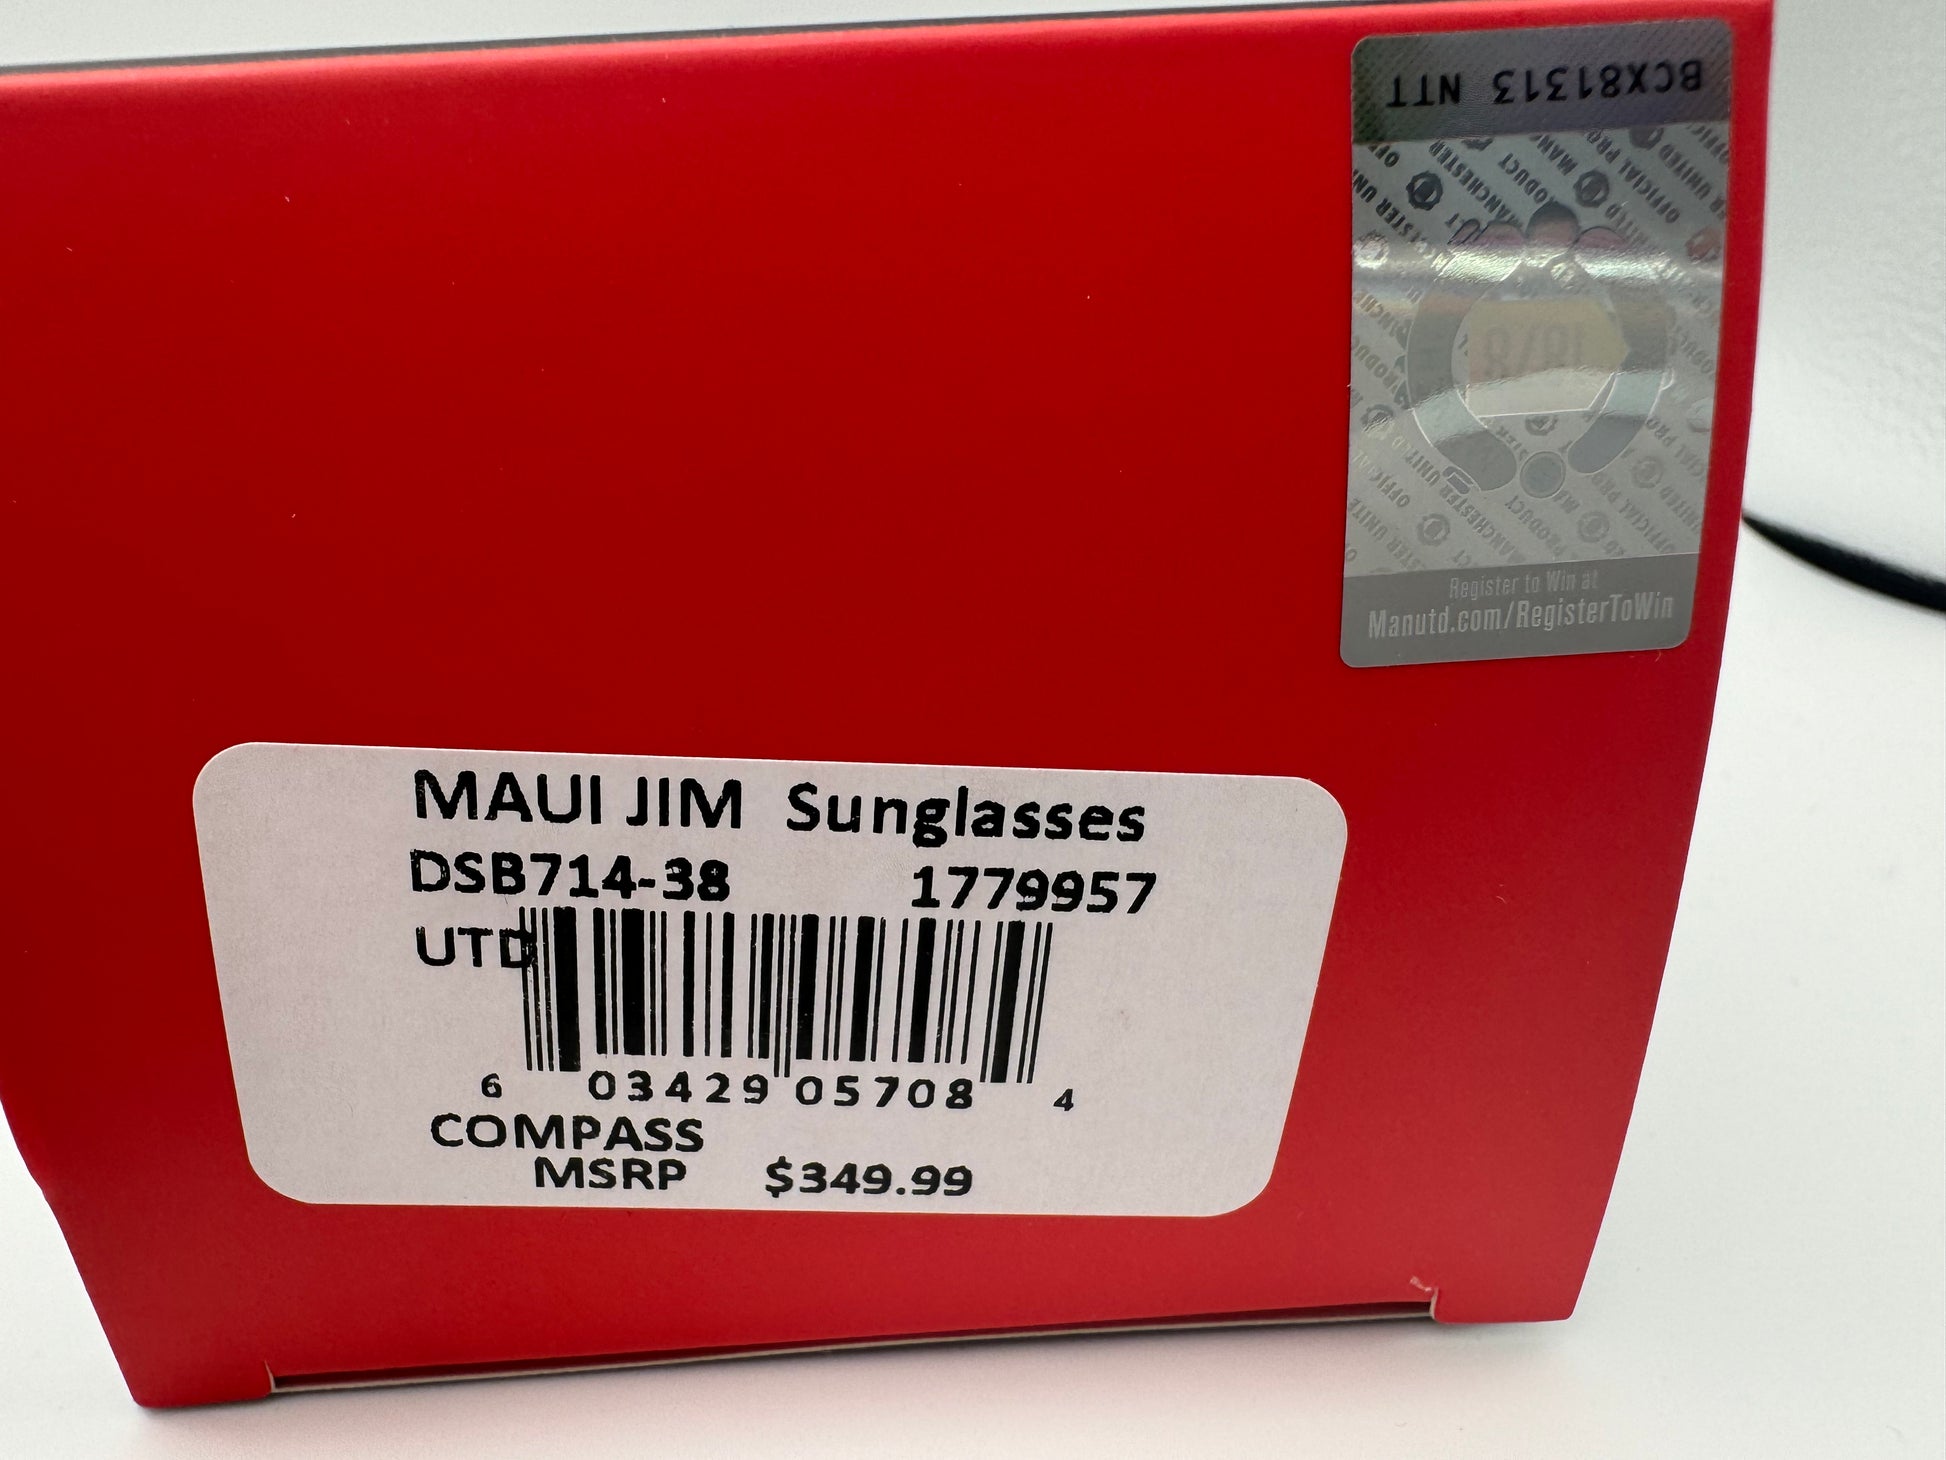 BCX81313 NTT
1878
Register to Win at
Manutd.com/RegisterToWin
MAUI JIM Sunglasses
DSB714-38 1779957
UTD
6 03429 05708 4
COMPASS
MSRP $349.99